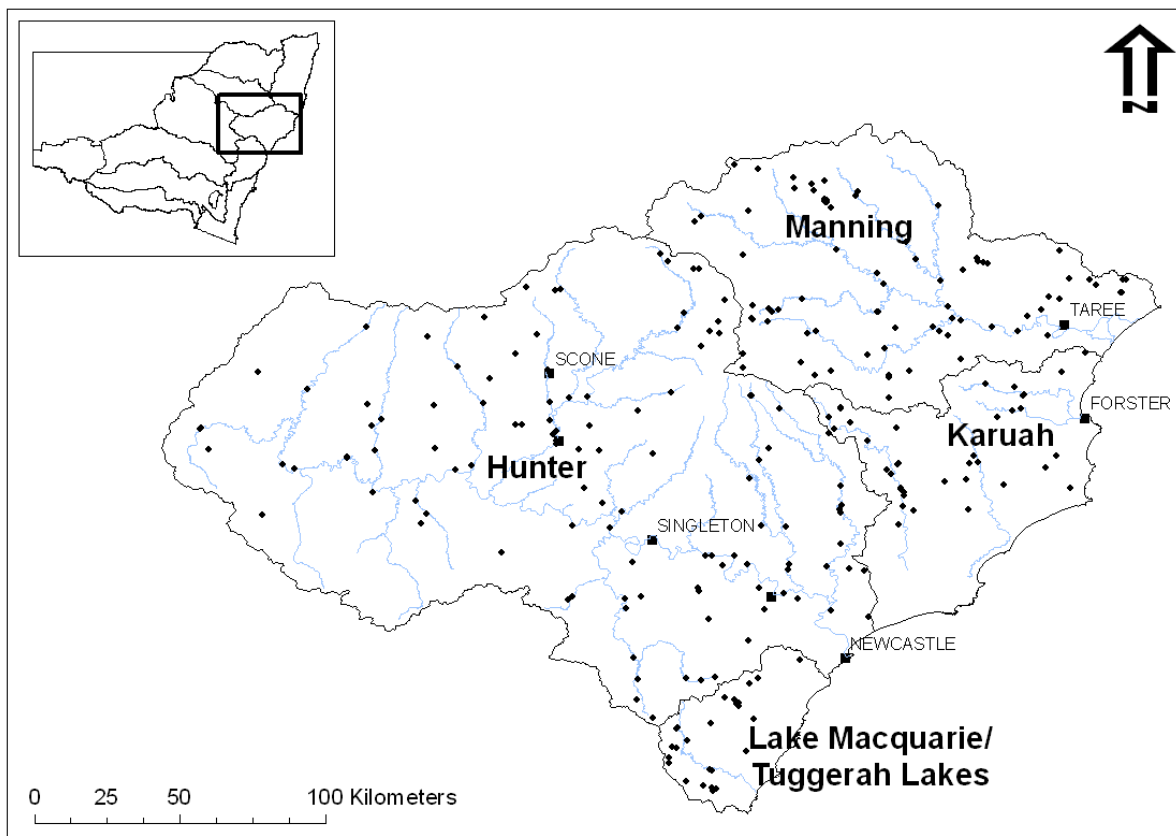 N
Manning
TAREE
SCONE
FORSTER
Karuah
Hunter
SINGLETON
NEWCASTLE
Lake Macquarie/
Tuggerah Lakes
0 25 50 100 Kilometers